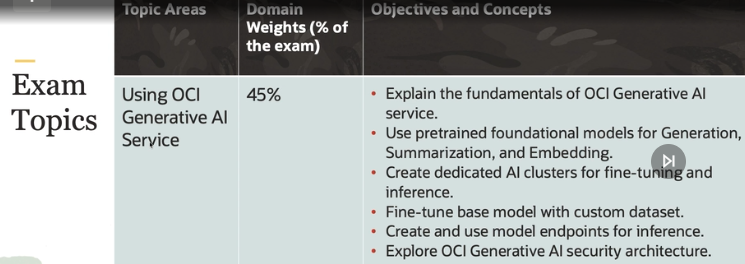 Topic Areas
Domain
Weights (% of
the exam)
Objectives and Concepts
Exam
Topics
Using OCI
Generative AI
Service
45%
• Explain the fundamentals of OCI Generative AI
service.
• Use pretrained foundational models for Generation,
Summarization, and Embedding.
• Create dedicated AI clusters for fine-tuning and
inference.
• Fine-tune base model with custom dataset.
• Create and use model endpoints for inference.
• Explore OCI Generative AI security architecture.